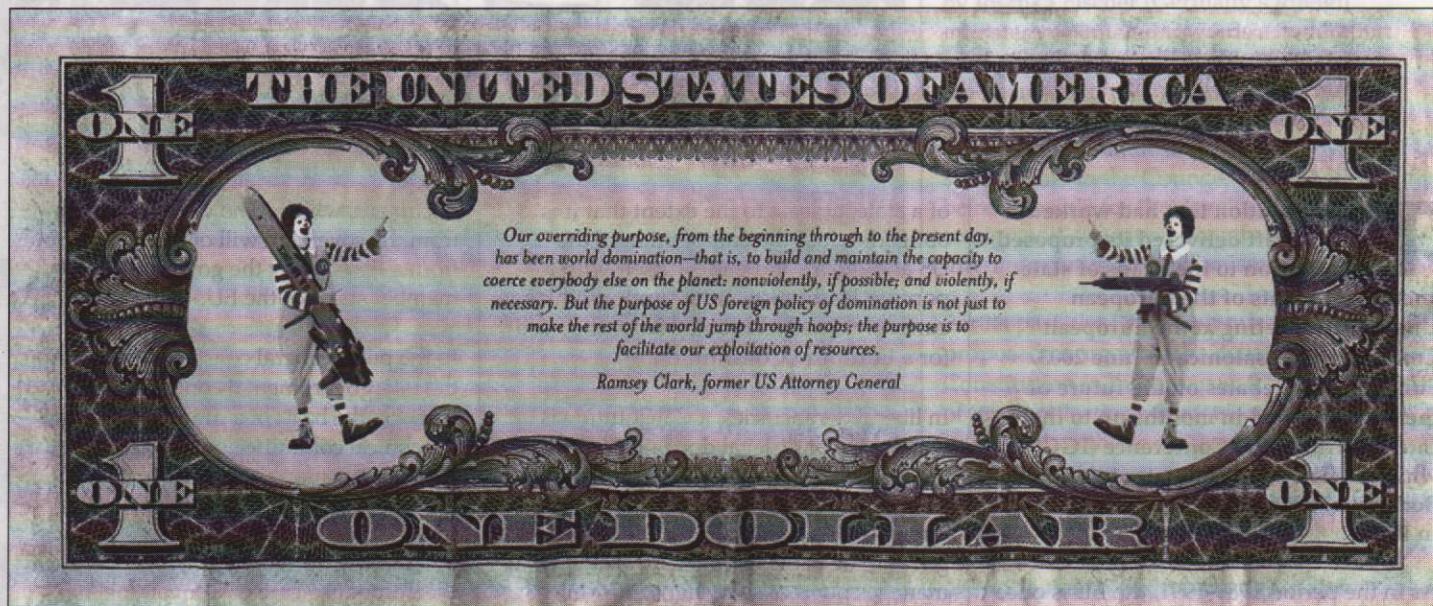 THE UNITED STATES OF AMERICA
1
ONE
1
ONE
Our overriding purpose, from the beginning through to the present day,
has been world domination—that is, to build and maintain the capacity to
coerce everybody else on the planet: nonviolently, if possible; and violently, if
necessary. But the purpose of US foreign policy of domination is not just to
make the rest of the world jump through hoops; the purpose is to
facilitate our exploitation of resources.
Ramsey Clark, former US Attorney General
1
ONE
1
ONE
ONE DOLLAR